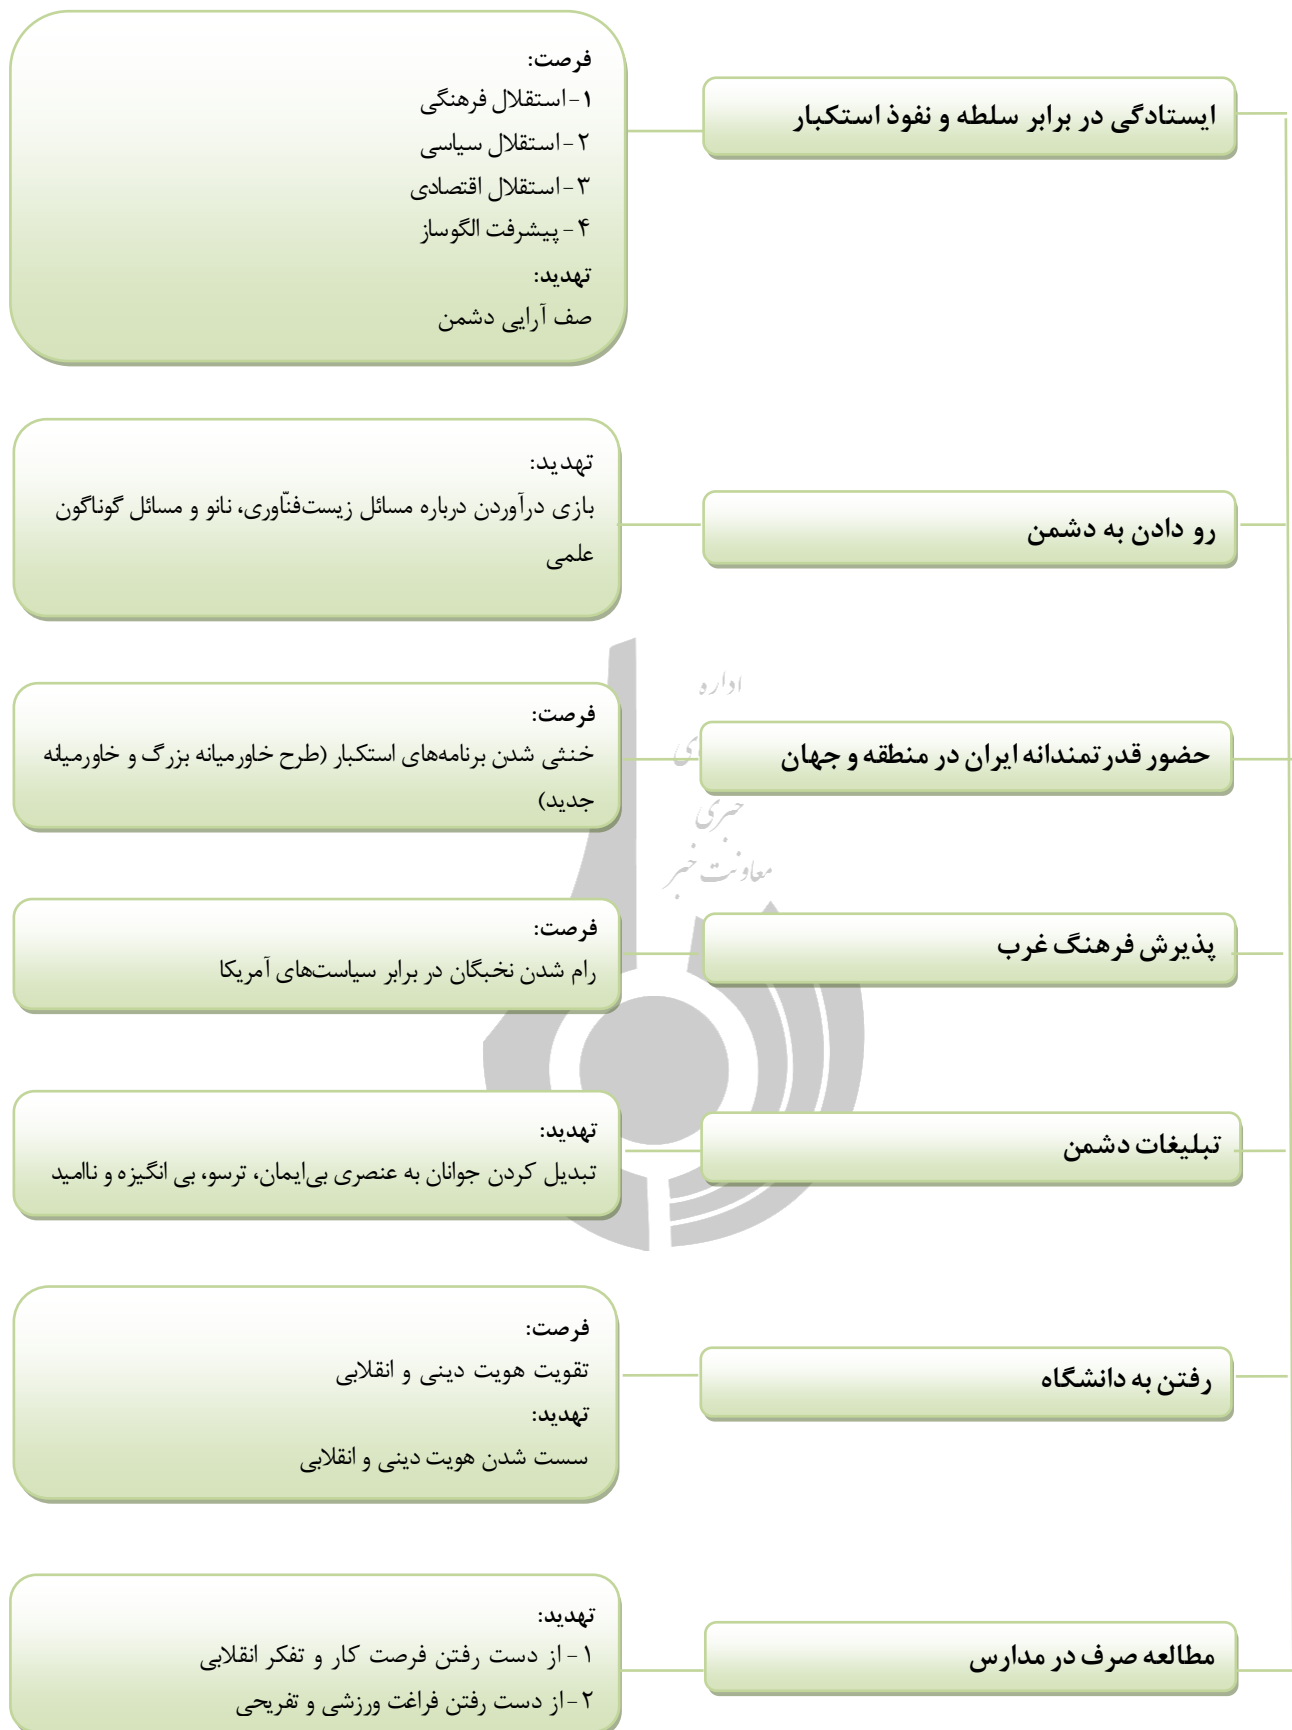 ایستادگی در برابر سلطه و نفوذ استکبار
فرصت:
۱-استقلال فرهنگی
۲-استقلال سیاسی
۳-استقلال اقتصادی
۴-پیشرفت الگوساز
تهدید:
صف آرایی دشمن
رو دادن به دشمن
تهدید:
بازی درآوردن درباره مسائل زیست‌فنّاوری، نانو و مسائل گوناگون
علمی
اداره
حضور قدرتمندانه ایران در منطقه و جهان
فرصت:
خنثی شدن برنامه‌های استکبار (طرح خاورمیانه بزرگ و خاورمیانه
جدید)
خبری
معاونت خبر
پذیرش فرهنگ غرب
فرصت:
رام شدن نخبگان در برابر سیاست‌های آمریکا
تبلیغات دشمن
تهدید:
تبدیل کردن جوانان به عنصری بی‌ایمان، ترسو، بی انگیزه و ناامید
رفتن به دانشگاه
فرصت:
تقویت هویت دینی و انقلابی
تهدید:
سست شدن هویت دینی و انقلابی
مطالعه صرف در مدارس
تهدید:
۱-از دست رفتن فرصت کار و تفکر انقلابی
۲-از دست رفتن فراغت ورزشی و تفریحی